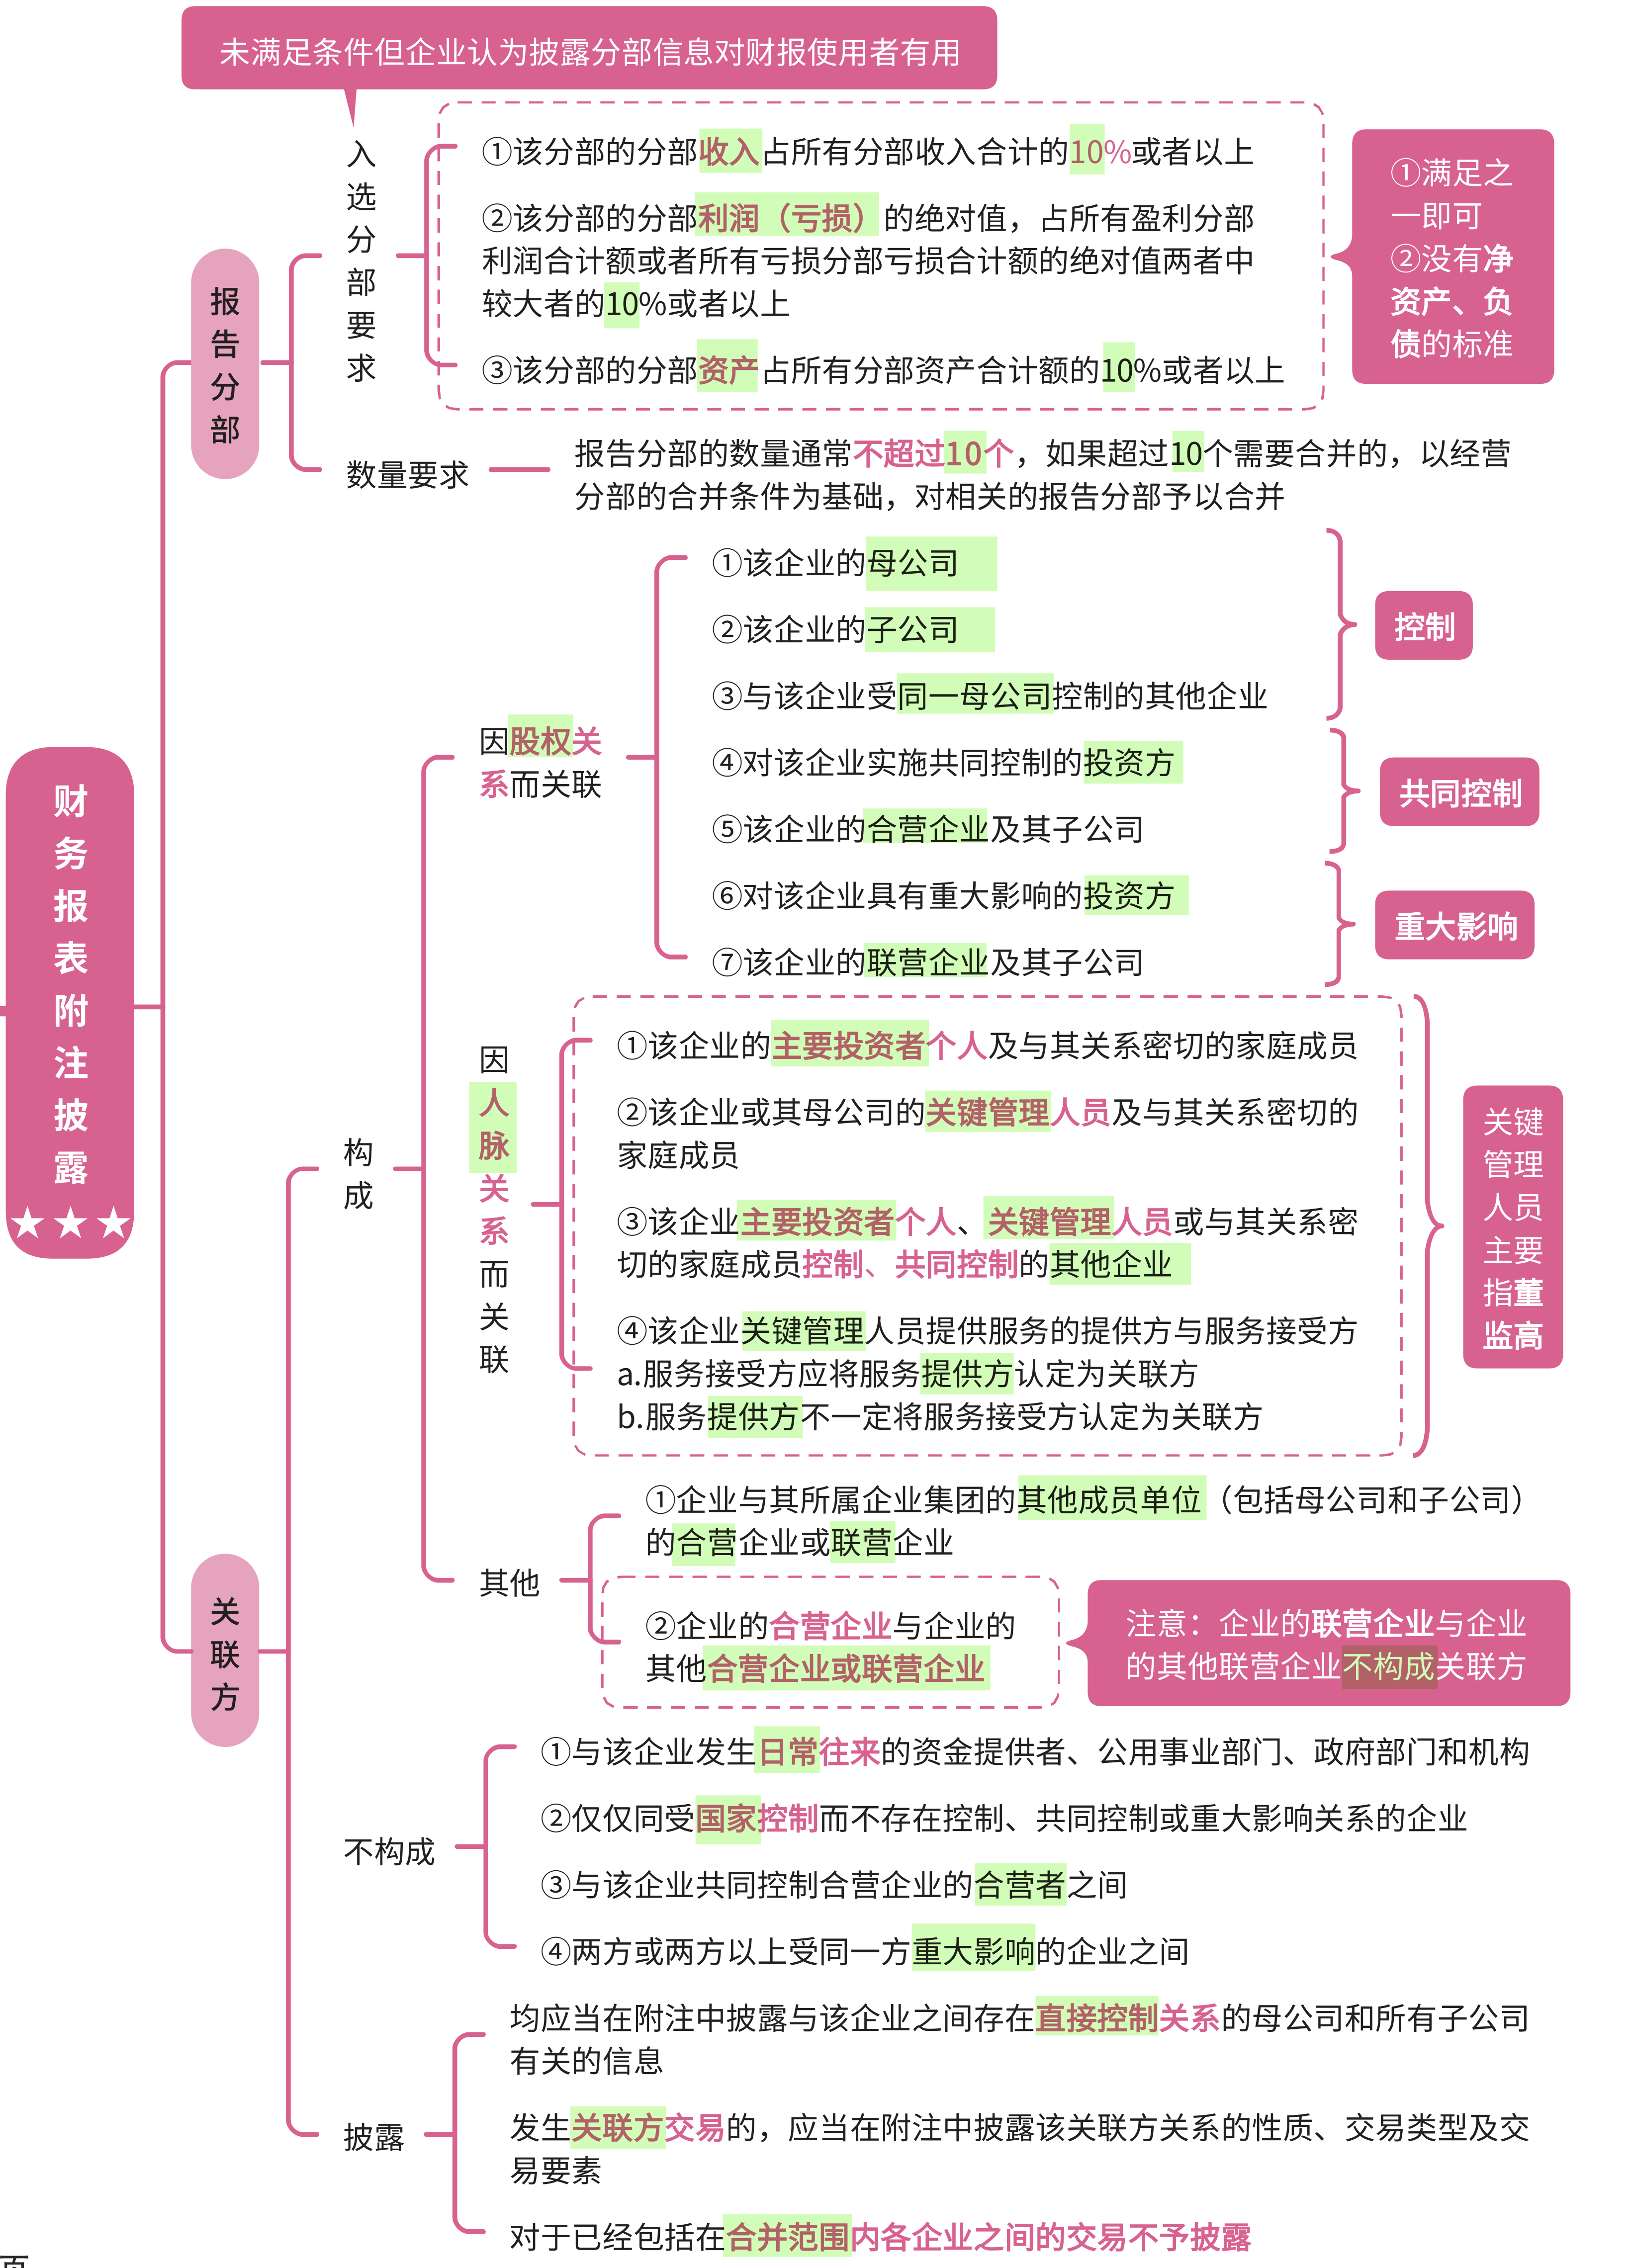 未满足条件但企业认为披露分部信息对财报使用者有用
财务报表附注披露
★★★
报告分部
入选分部要求
①该分部的分部收入占所有分部收入合计的10%或者以上
②该分部的分部利润（亏损）的绝对值，占所有盈利分部
利润合计额或者所有亏损分部亏损合计额的绝对值两者中
较大者的10%或者以上
③该分部的分部资产占所有分部资产合计额的10%或者以上
①满足之
一即可
②没有净
资产、负
债的标准
数量要求
报告分部的数量通常不超过10个，如果超过10个需要合并的，以经营
分部的合并条件为基础，对相关的报告分部予以合并
关联方
构成
因股权关
系而关联
①该企业的母公司
②该企业的子公司
③与该企业受同一母公司控制的其他企业
控制
④对该企业实施共同控制的投资方
⑤该企业的合营企业及其子公司
共同控制
⑥对该企业具有重大影响的投资方
⑦该企业的联营企业及其子公司
重大影响
因人脉关系而关联
①该企业的主要投资者个人及与其关系密切的家庭成员
②该企业或其母公司的关键管理人员及与其关系密切的
家庭成员
③该企业主要投资者个人、关键管理人员或与其关系密
切的家庭成员控制、共同控制的其他企业
④该企业关键管理人员提供服务的提供方与服务接受方
a.服务接受方应将服务提供方认定为关联方
b.服务提供方不一定将服务接受方认定为关联方
关键
管理
人员
主要
指董
监高
其他
①企业与其所属企业集团的其他成员单位（包括母公司和子公司）
的合营企业或联营企业
②企业的合营企业与企业的
其他合营企业或联营企业
注意：企业的联营企业与企业
的其他联营企业不构成关联方
不构成
①与该企业发生日常往来的资金提供者、公用事业部门、政府部门和机构
②仅仅同受国家控制而不存在控制、共同控制或重大影响关系的企业
③与该企业共同控制合营企业的合营者之间
④两方或两方以上受同一方重大影响的企业之间
披露
均应当在附注中披露与该企业之间存在直接控制关系的母公司和所有子公司
有关的信息
发生关联方交易的，应当在附注中披露该关联方关系的性质、交易类型及交
易要素
对于已经包括在合并范围内各企业之间的交易不予披露